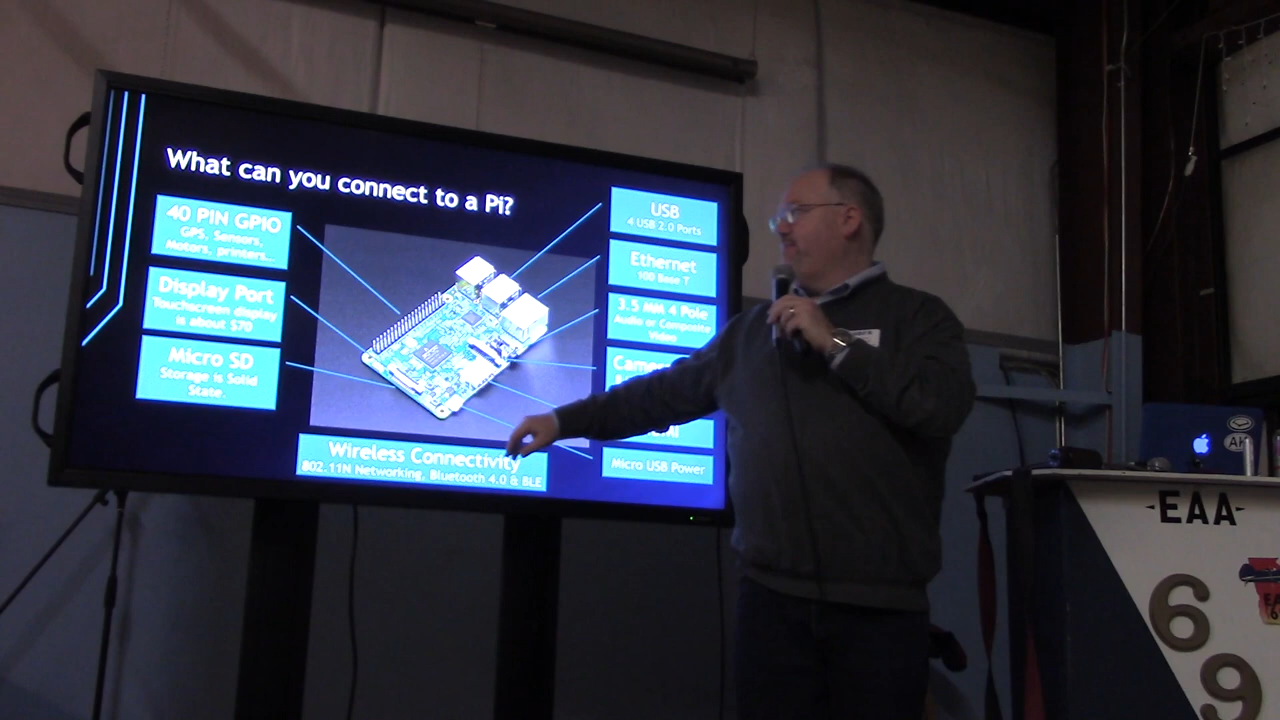 What can you connect to a Pi?
40 PIN GPIO
GPS, Sensors,
Motors, printers...
Display Port
Touchscreen display
is about $70
Micro SD
Storage is Solid
State.
Wireless Connectivity
802.11N Networking, Bluetooth 4.0 & BLE
USB
4 USB 2.0 Ports
Ethernet
100 Base T
3.5 MM 4 Pole
Audio or Composite
Video
Micro USB Power
AK
-EAA-
6
9